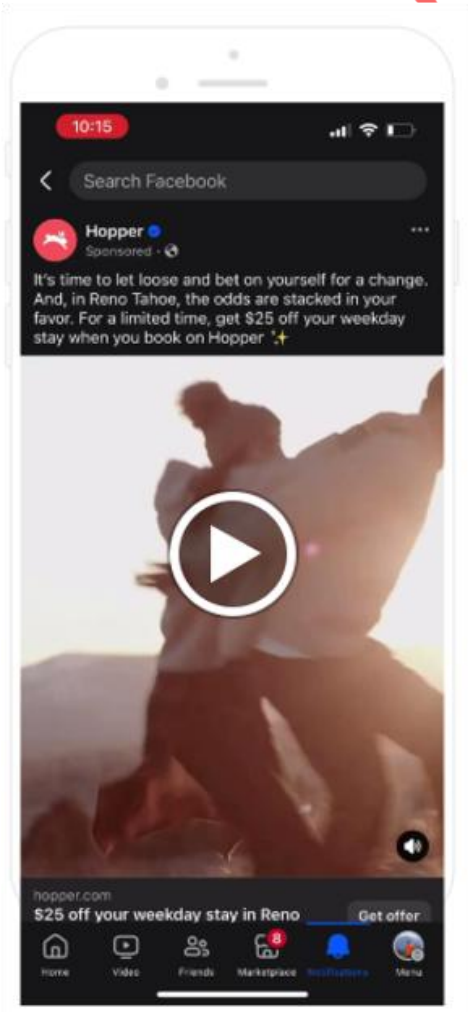 10:15
Search Facebook
Hopper
Sponsored ·
It's time to let loose and bet on yourself for a change.
And, in Reno Tahoe, the odds are stacked in your
favor. For a limited time, get $25 off your weekday
stay when you book on Hopper ✨
hopper.com
$25 off your weekday stay in Reno
Get offer
8
Home
Video
Friends
Marketplace
Notifications
Menu